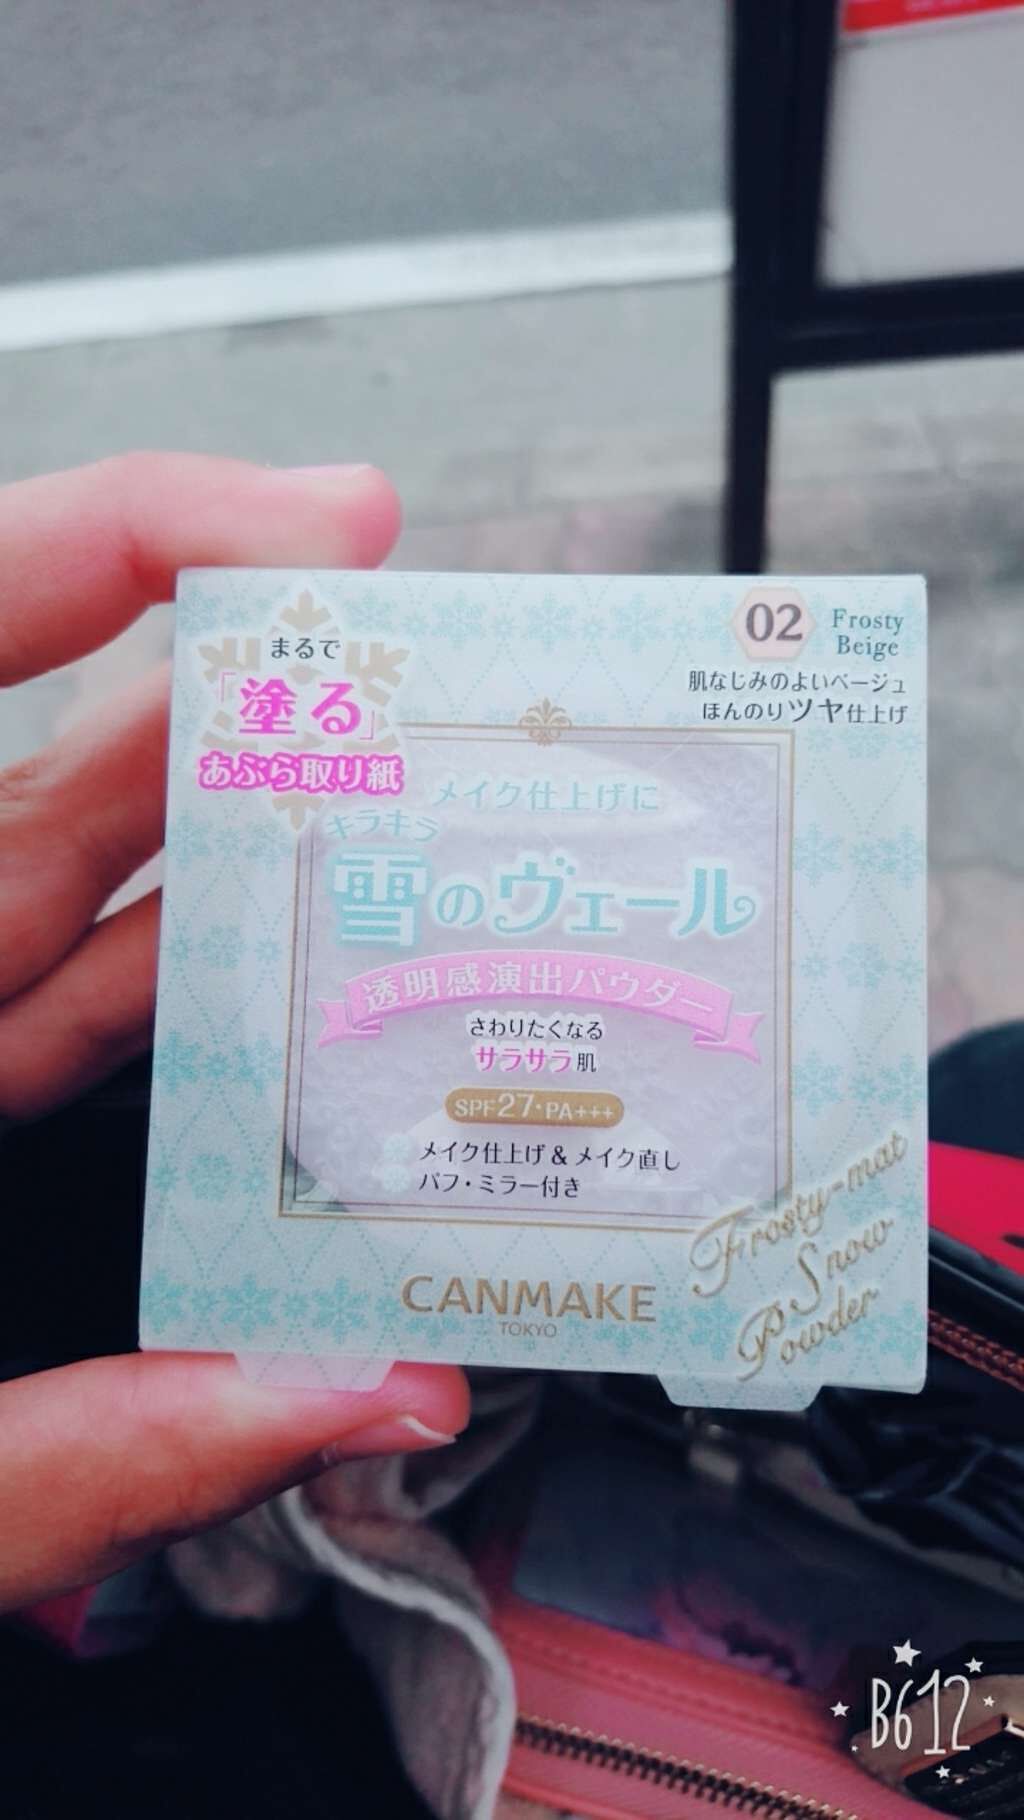 まるで
「塗る」
あぶら取り紙
02 Frosty
Beige
肌なじみのよいベージュ
ほんのりツヤ仕上げ
メイク仕上げに
キラキラ
雪のヴェール
透明感演出パウダー
さわりたくなる
サラサラ肌
SPF27・PA+++
メイク仕上げ & メイク直し
パフ・ミラー付き
Frosty-mat
Snow
Powder
CANMAKE
TOKYO
B612